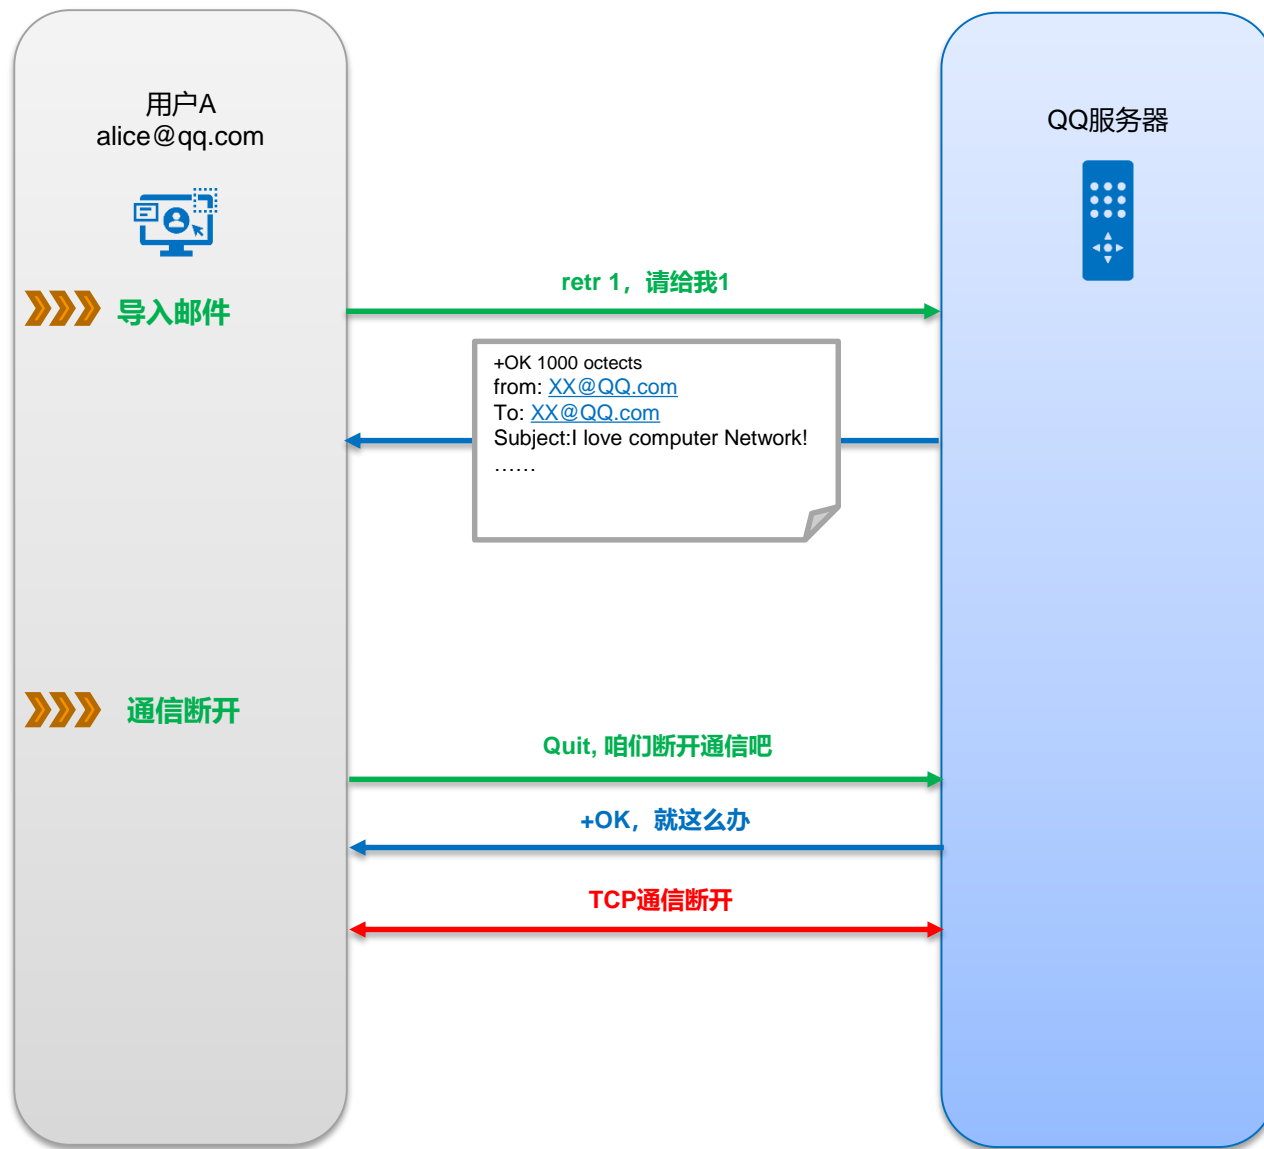 用户A
alice@qq.com
QQ服务器
导入邮件
retr 1，请给我1
+OK 1000 octects
from: XX@QQ.com
To: XX@QQ.com
Subject:I love computer Network!
……
通信断开
Quit, 咱们断开通信吧
+OK，就这么办
TCP通信断开